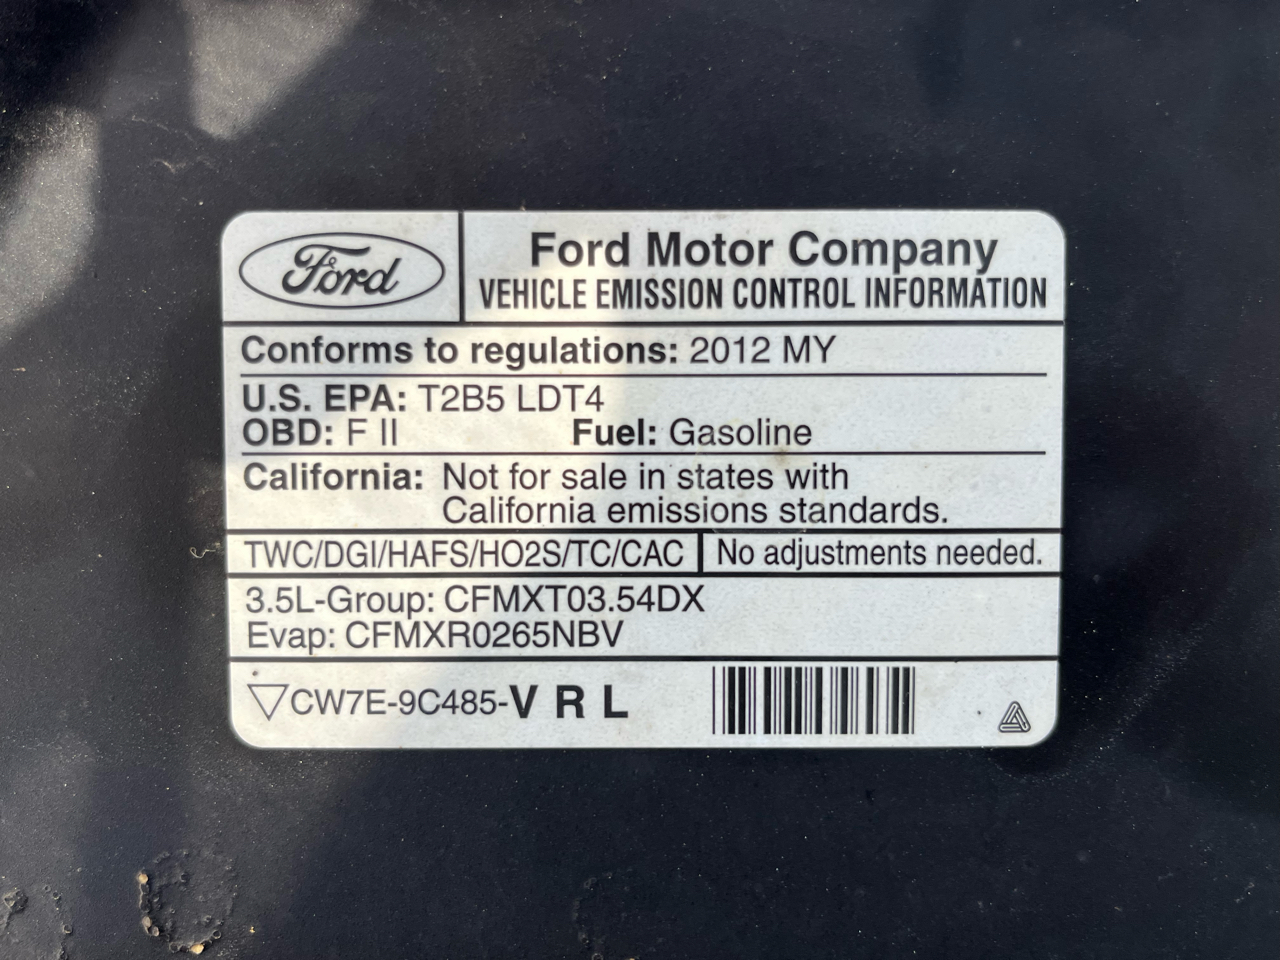 Ford
Ford Motor Company
VEHICLE EMISSION CONTROL INFORMATION
Conforms to regulations: 2012 MY
U.S. EPA: T2B5 LDT4
OBD: F II Fuel: Gasoline
California: Not for sale in states with
California emissions standards.
TWC/DGI/HAFS/HO2S/TC/CAC No adjustments needed.
3.5L-Group: CFMXT03.54DX
Evap: CFMXR0265NBV
▽CW7E-9C485-V R L